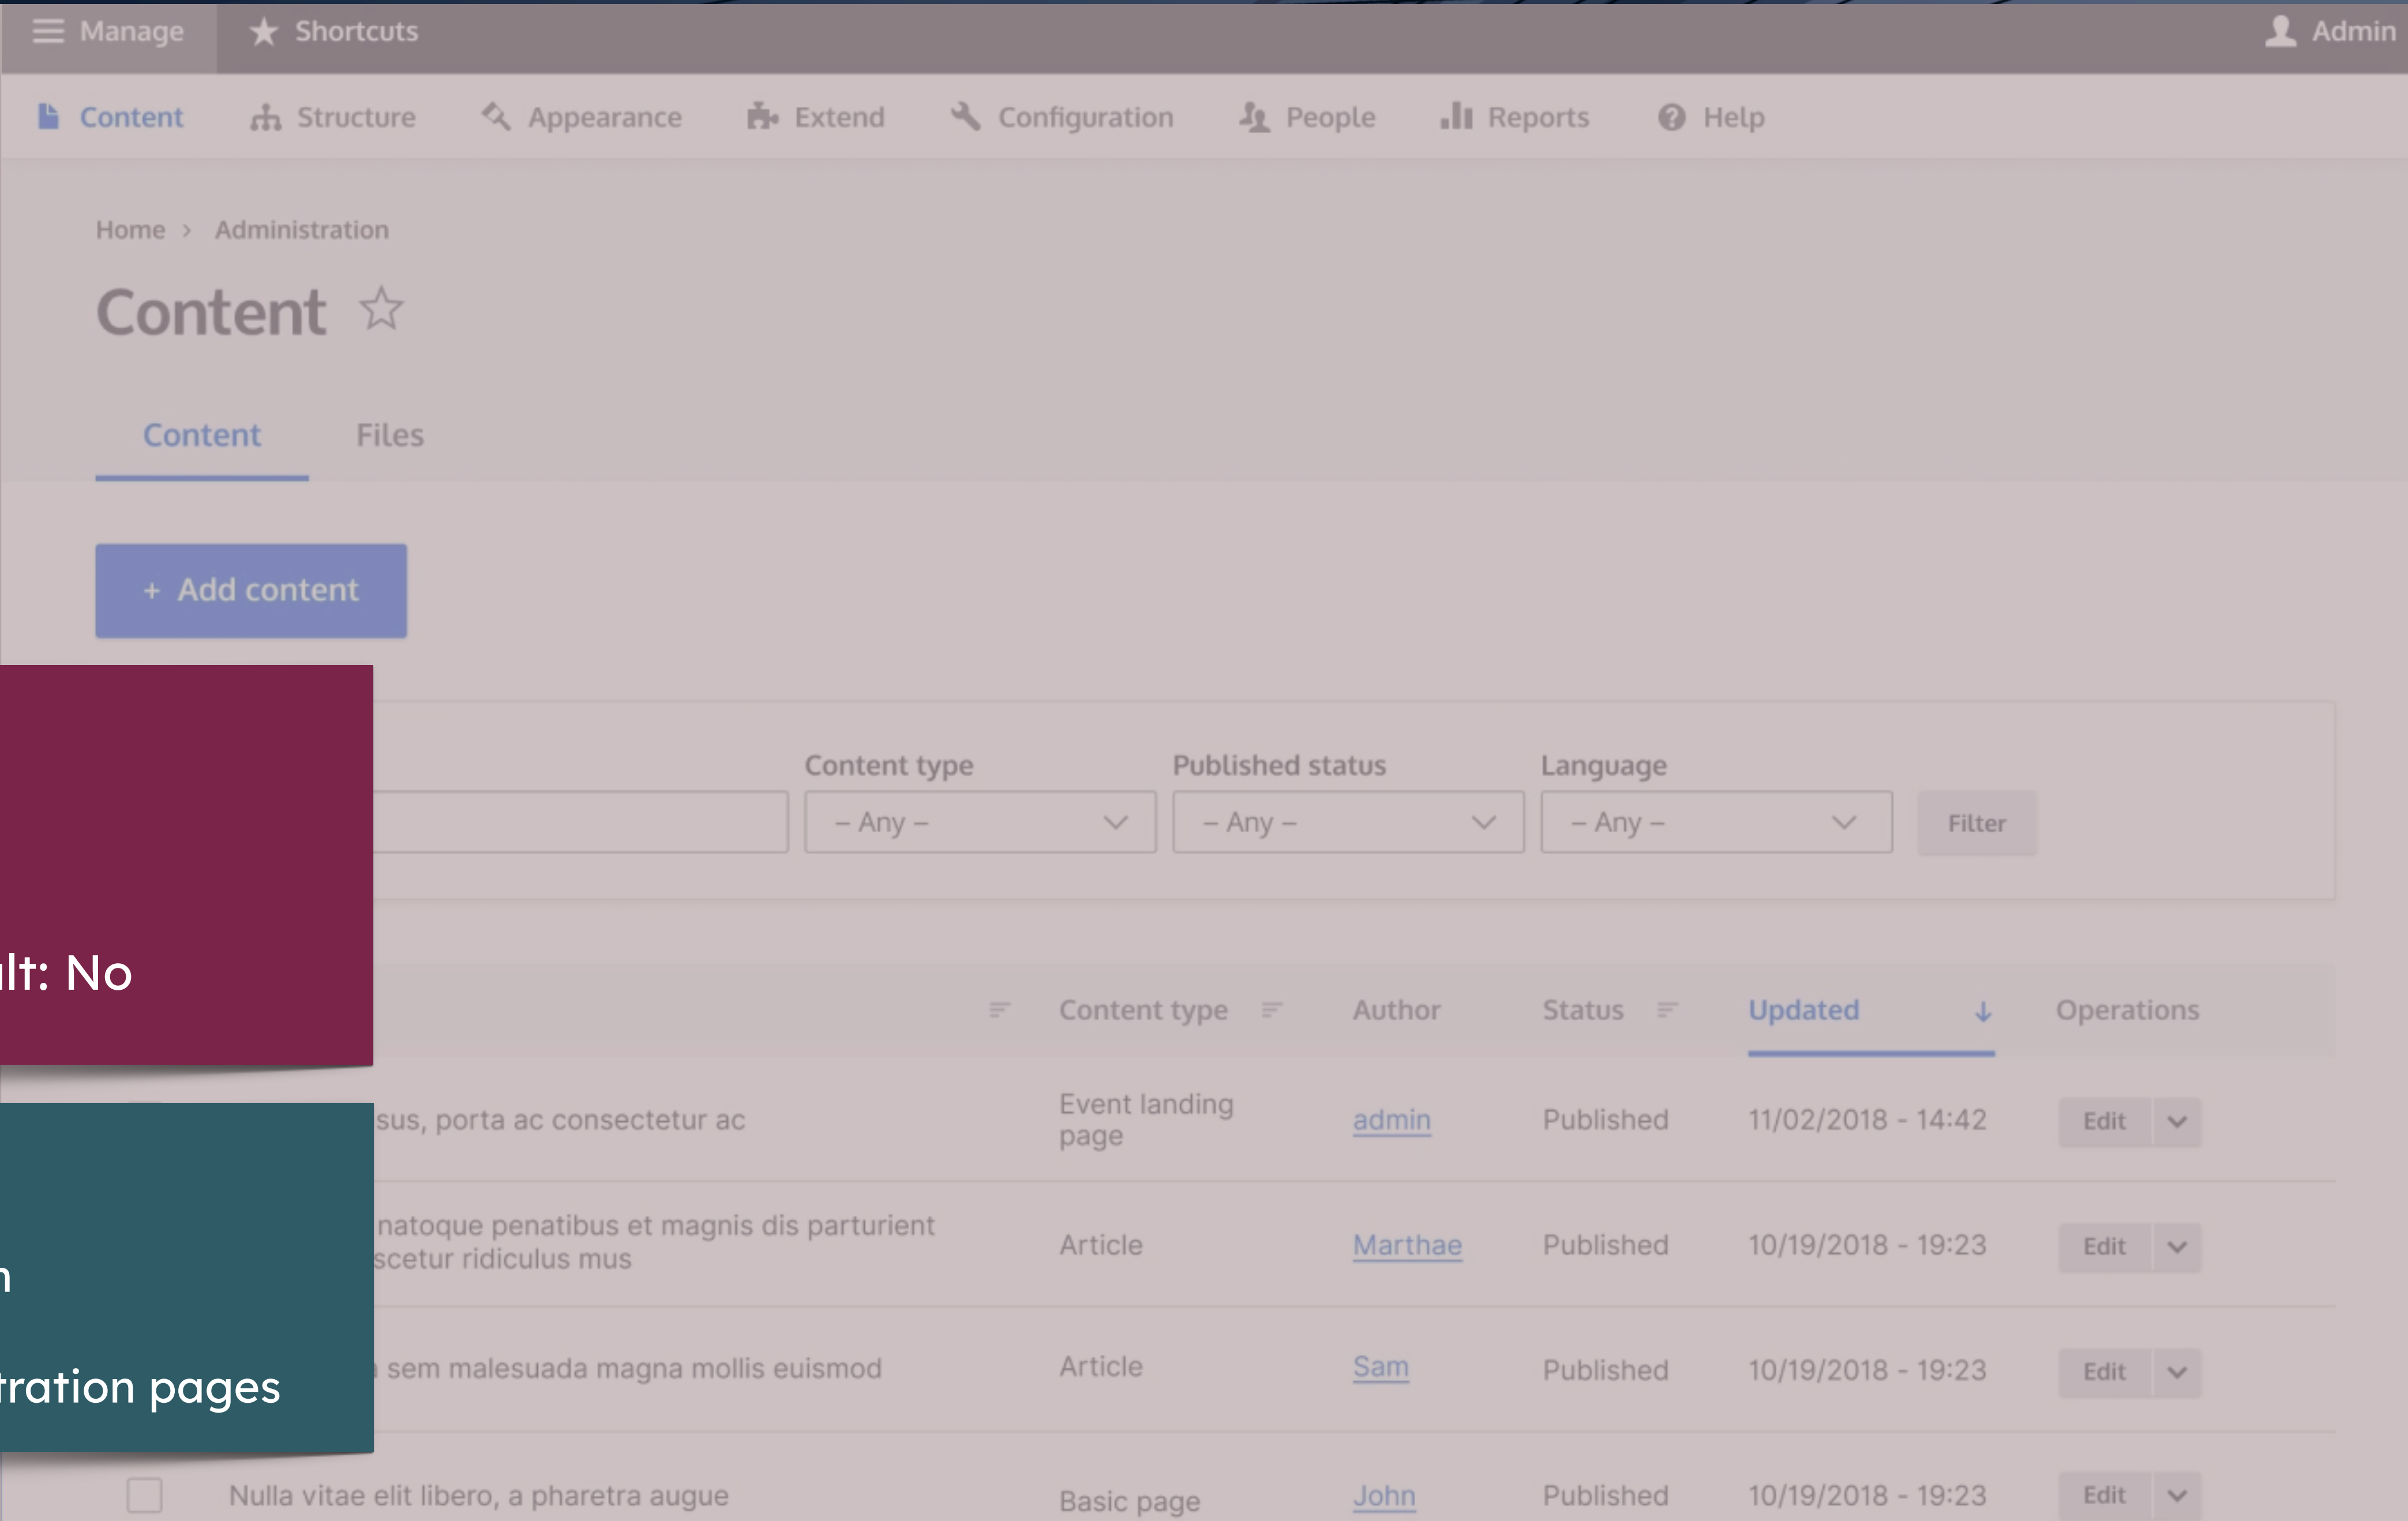 Manage Shortcuts Admin
Content Structure Appearance Extend Configuration People Reports Help
Home > Administration
Content
Content Files
+ Add content
Content type Published status Language
– Any – – Any – – Any – Filter
lt: No
Content type Author Status Updated Operations
sus, porta ac consectetur ac
Event landing
page
admin Published 11/02/2018 - 14:42 Edit
natoque penatibus et magnis dis parturient
scetur ridiculus mus
Article Marthae Published 10/19/2018 - 19:23 Edit
sem malesuada magna mollis euismod Article Sam Published 10/19/2018 - 19:23 Edit
tration pages
Nulla vitae elit libero, a pharetra augue Basic page John Published 10/19/2018 - 19:23 Edit